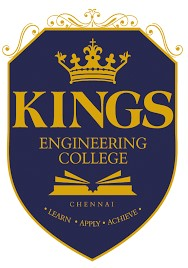 KINGS
ENGINEERING
COLLEGE
CHENNAI
• LEARN • APPLY • ACHIEVE •